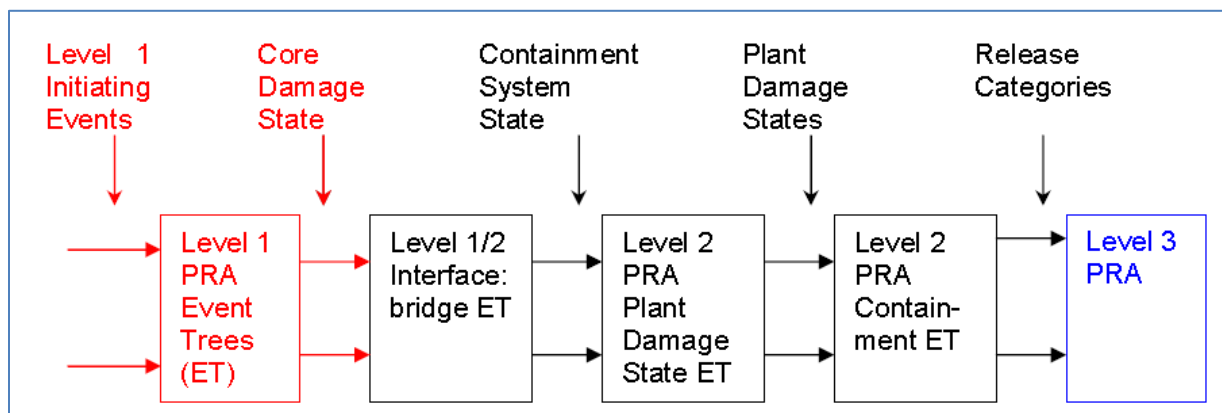 Level 1
Initiating
Events
Core
Damage
State
Containment
System
State
Plant
Damage
States
Release
Categories
Level 1
PRA
Event
Trees
(ET)
Level 1/2
Interface:
bridge ET
Level 2
PRA
Plant
Damage
State ET
Level 2
PRA
Contain-
ment ET
Level 3
PRA